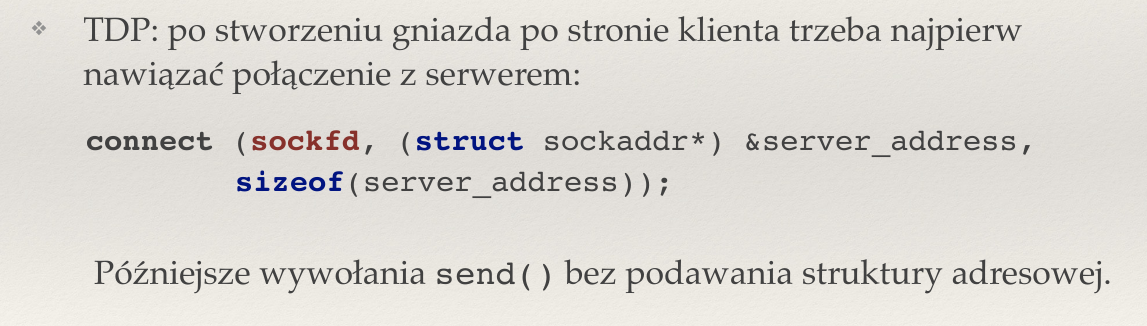 TDP: po stworzeniu gniazda po stronie klienta trzeba najpierw
nawiązać połączenie z serwerem:
connect (sockfd, (struct sockaddr*) &server_address,
sizeof(server_address));
Późniejsze wywołania send() bez podawania struktury adresowej.